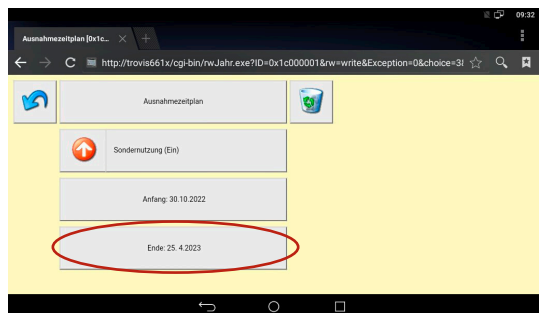 09:32
Ausnahmezeitplan [0x1c...
http://trovis661x/cgi-bin/rwJahr.exe?ID=0x1c000001&rw=write&Exception=0&choice=38
Ausnahmezeitplan
Sondernutzung (Ein)
Anfang: 30.10.2022
Ende: 25. 4.2023